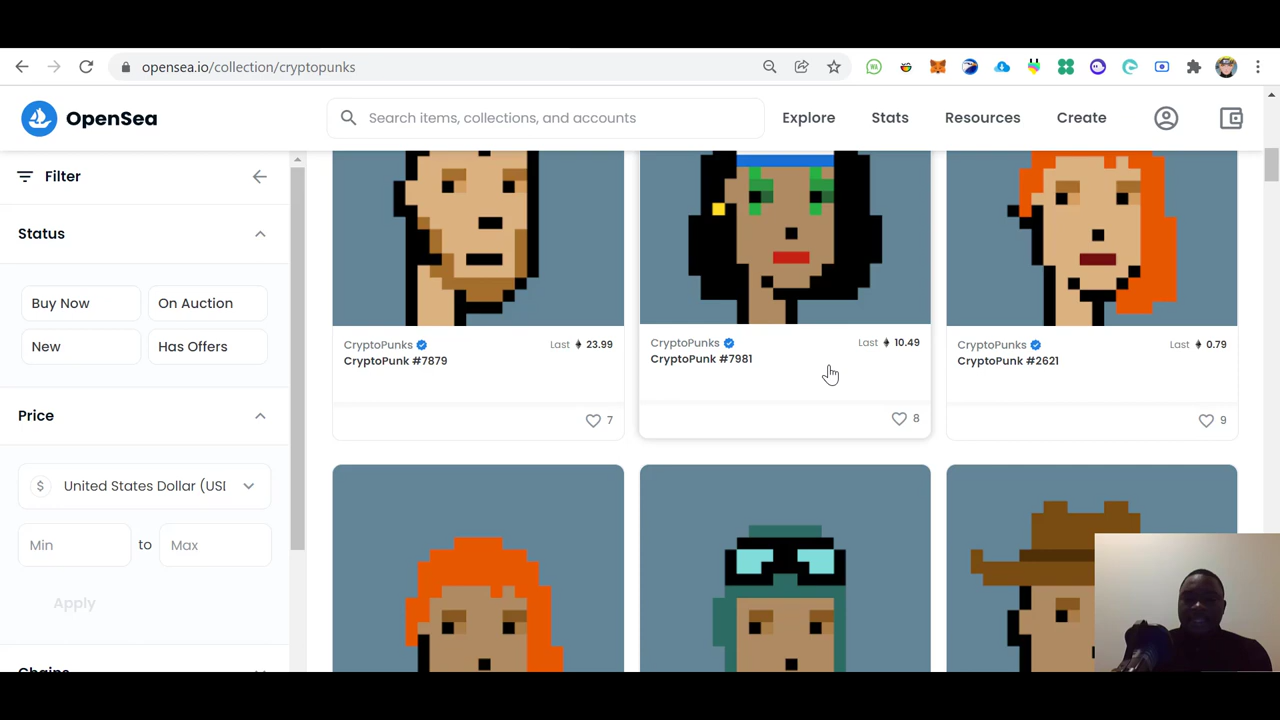 opensea.io/collection/cryptopunks
OpenSea
Search items, collections, and accounts
Explore
Stats
Resources
Create
Filter
Status
Buy Now
On Auction
New
Has Offers
Price
$ United States Dollar (USI
Min
to
Max
Apply
Chains
CryptoPunks
Last 23.99
CryptoPunk #7879
7
CryptoPunks
Last 10.49
CryptoPunk #7981
8
CryptoPunks
Last 0.79
CryptoPunk #2621
9